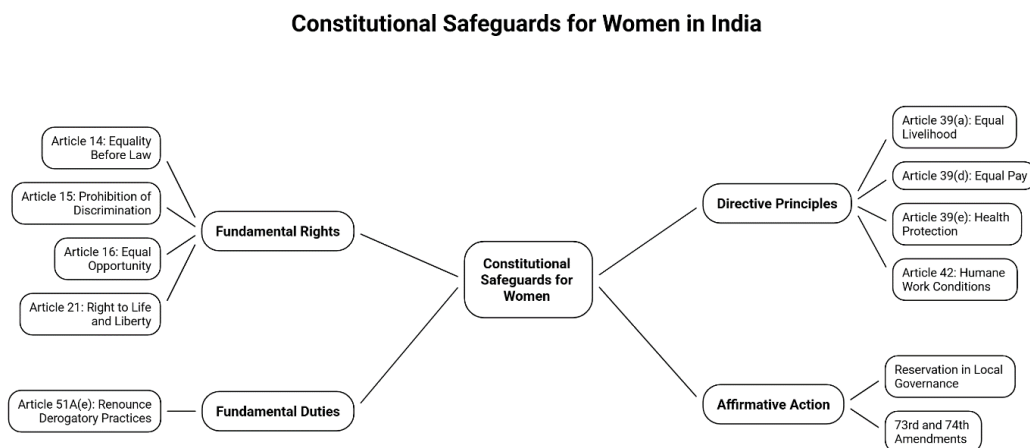 Constitutional Safeguards for Women in India
Article 14: Equality
Before Law
Article 15: Prohibition of
Discrimination
Article 16: Equal
Opportunity
Article 21: Right to Life
and Liberty
Fundamental Rights
Article 51A(e): Renounce
Derogatory Practices
Fundamental Duties
Constitutional
Safeguards for
Women
Directive Principles
Article 39(a): Equal
Livelihood
Article 39(d): Equal Pay
Article 39(e): Health
Protection
Article 42: Humane
Work Conditions
Affirmative Action
Reservation in Local
Governance
73rd and 74th
Amendments